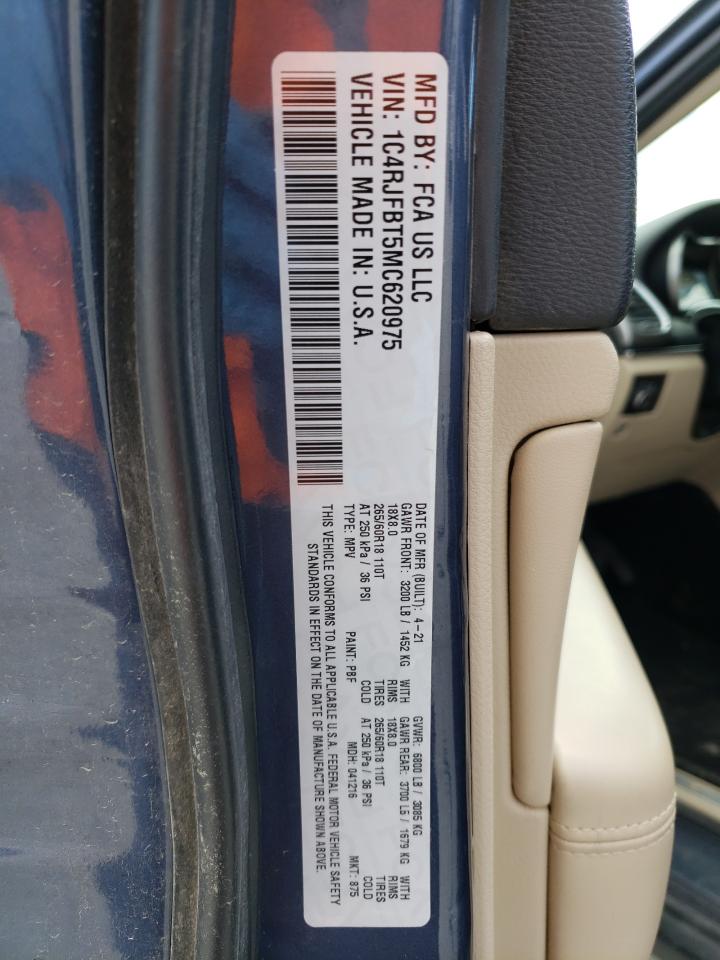 MFD BY: FCA US LLC
VIN: 1C4RJFBT5MC620975
VEHICLE MADE IN: U.S.A.
DATE OF MFR (BUILT): 4-21 GVWR: 6800 LB / 3085 KG
GAWR FRONT: 3200 LB / 1452 KG WITH GAWR REAR: 3700 LB / 1679 KG WITH
18X8.0 RIMS 18X8.0 RIMS
265/60R18 110T TIRES 265/60R18 110T TIRES
AT 250 kPa / 36 PSI COLD AT 250 kPa / 36 PSI COLD
TYPE: MPV PAINT: PBF MDH: 041216 MKT: 875
THIS VEHICLE CONFORMS TO ALL APPLICABLE U.S.A. FEDERAL MOTOR VEHICLE SAFETY
STANDARDS IN EFFECT ON THE DATE OF MANUFACTURE SHOWN ABOVE.